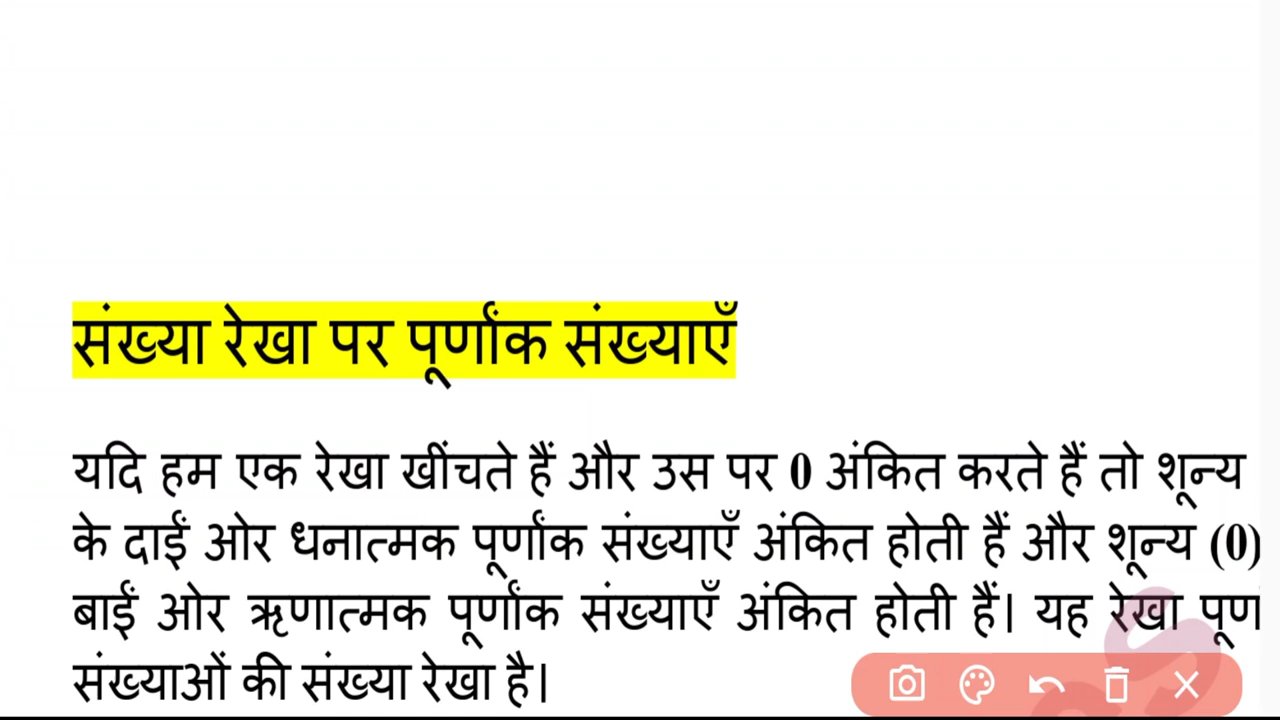 संख्या रेखा पर पूर्णांक संख्याएँ
यदि हम एक रेखा खींचते हैं और उस पर 0 अंकित करते हैं तो शून्य
के दाईं ओर धनात्मक पूर्णांक संख्याएँ अंकित होती हैं और शून्य (0)
बाईं ओर ऋणात्मक पूर्णांक संख्याएँ अंकित होती हैं। यह रेखा
संख्याओं की संख्या रेखा है।